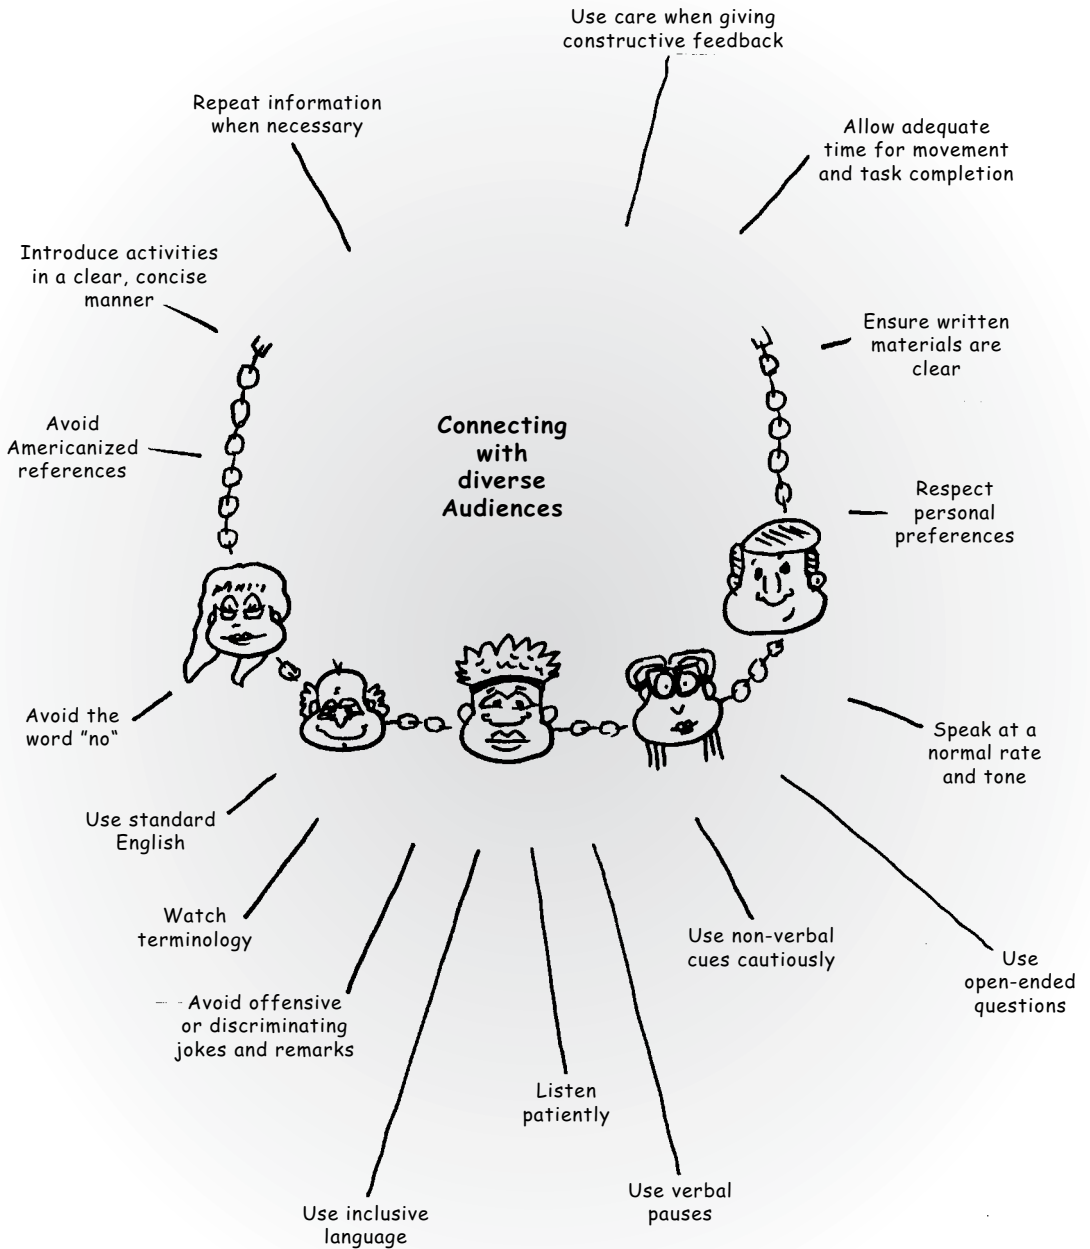 Use care when giving
constructive feedback
Repeat information
when necessary
Allow adequate
time for movement
and task completion
Introduce activities
in a clear, concise
manner
Ensure written
materials are
clear
Avoid
Americanized
references
Connecting
with
diverse
Audiences
Respect
personal
preferences
Avoid the
word "no"
Speak at a
normal rate
and tone
Use standard
English
Watch
terminology
Use non-verbal
cues cautiously
Use
open-ended
questions
Avoid offensive
or discriminating
jokes and remarks
Listen
patiently
Use verbal
pauses
Use inclusive
language